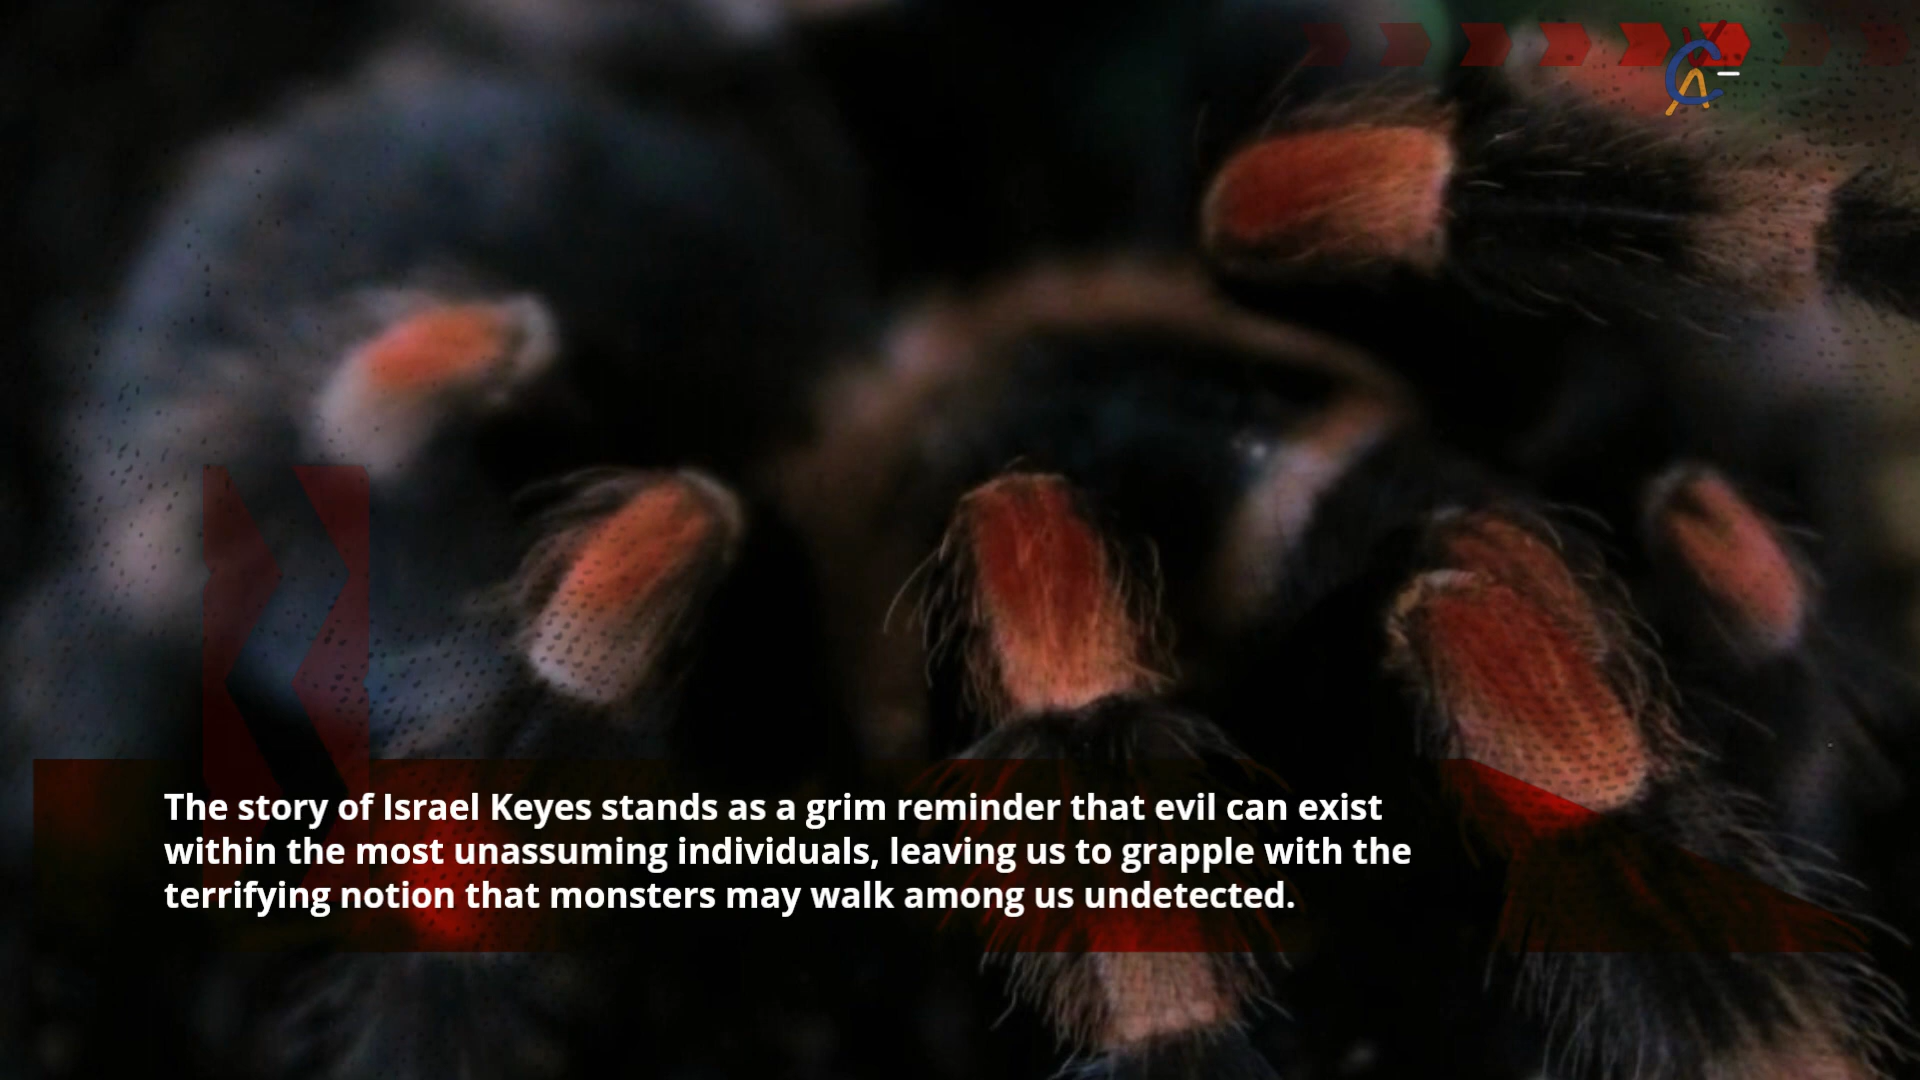 The story of Israel Keyes stands as a grim reminder that evil can exist
within the most unassuming individuals, leaving us to grapple with the
terrifying notion that monsters may walk among us undetected.